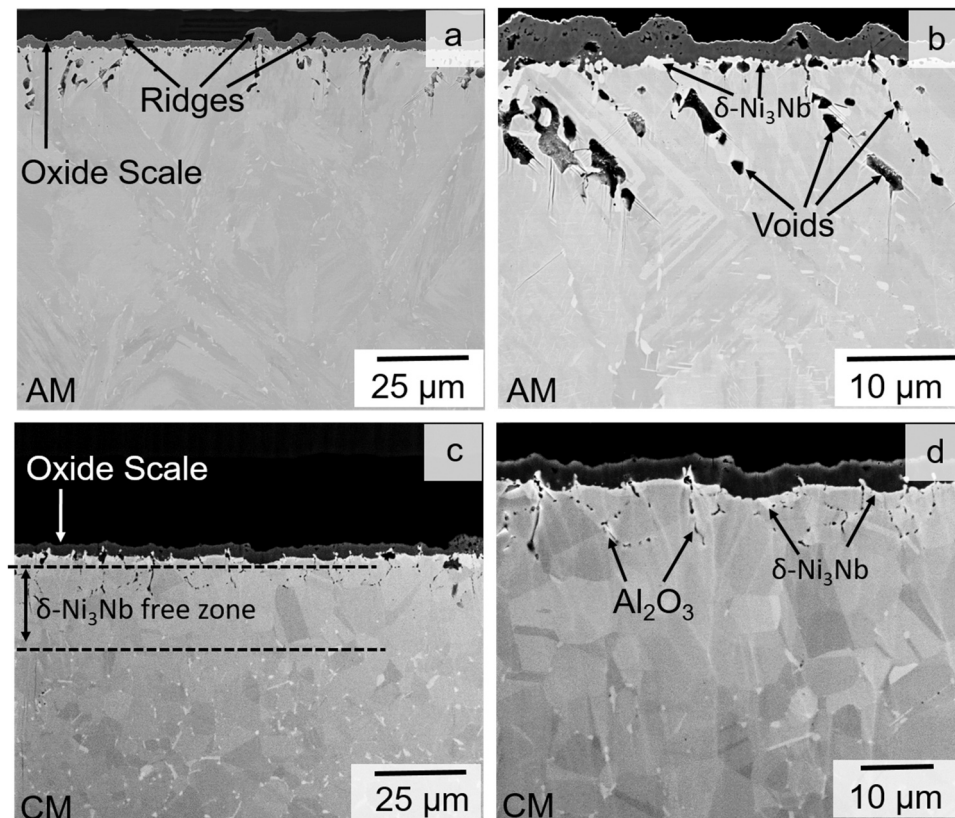 a
Ridges
Oxide Scale
25 µm
AM
b
δ-Ni₃Nb
Voids
10 µm
AM
c
Oxide Scale
δ-Ni₃Nb free zone
25 µm
CM
d
Al₂O₃
δ-Ni₃Nb
10 µm
CM